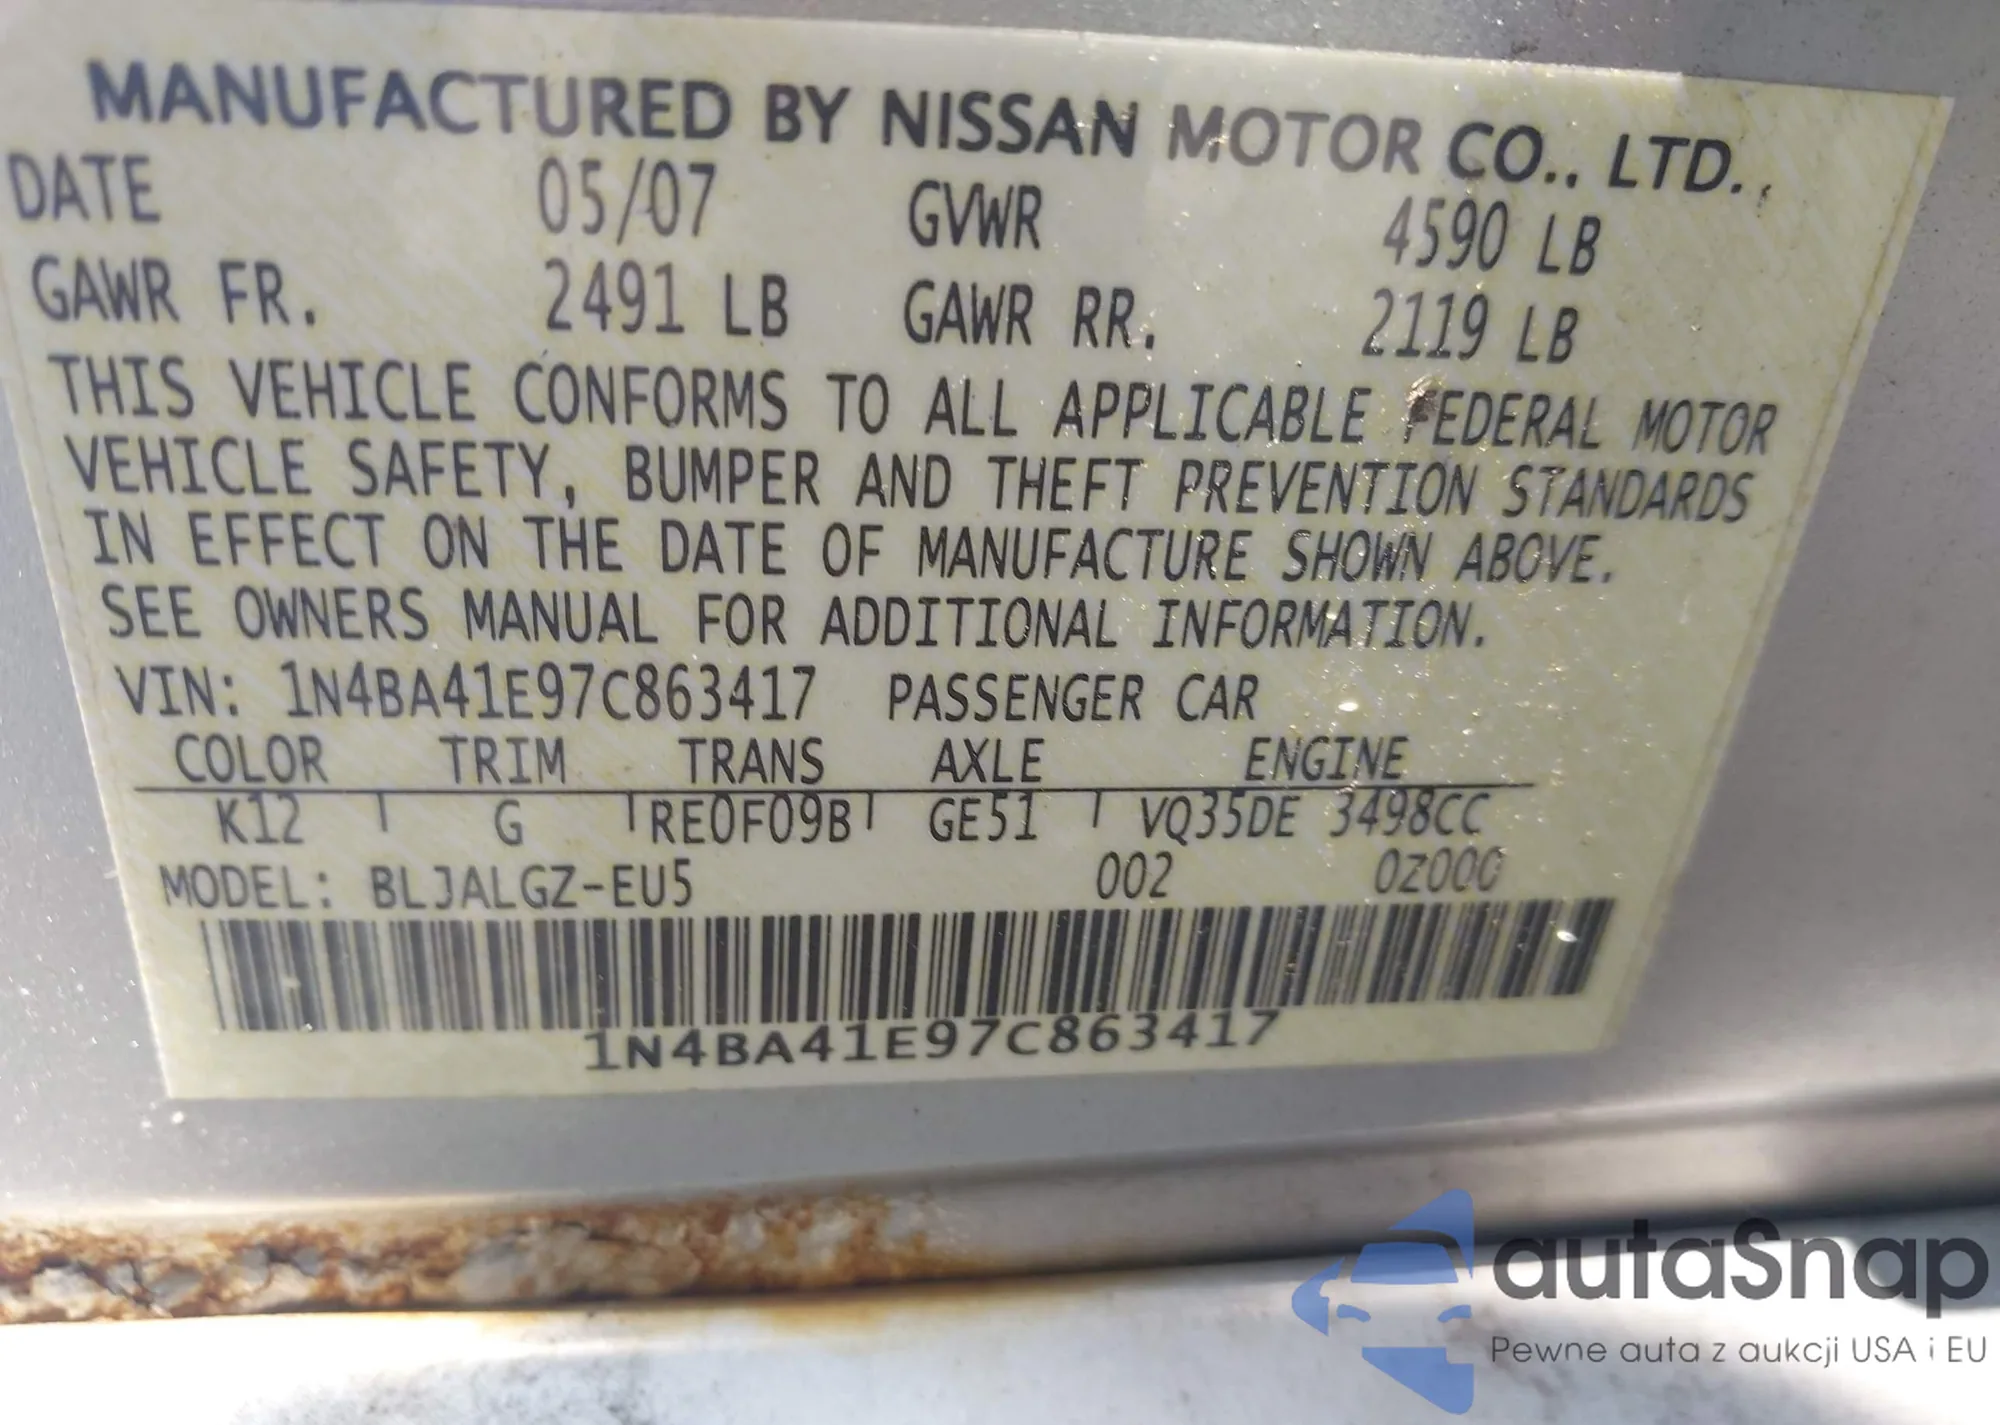 MANUFACTURED BY NISSAN MOTOR CO., LTD.
DATE 05/07 GVWR 4590 LB
GAWR FR. 2491 LB GAWR RR. 2119 LB
THIS VEHICLE CONFORMS TO ALL APPLICABLE FEDERAL MOTOR
VEHICLE SAFETY, BUMPER AND THEFT PREVENTION STANDARDS
IN EFFECT ON THE DATE OF MANUFACTURE SHOWN ABOVE.
SEE OWNERS MANUAL FOR ADDITIONAL INFORMATION.
VIN: 1N4BA41E97C863417 PASSENGER CAR
COLOR TRIM TRANS AXLE ENGINE
K12 G RE0F09B GE51 VQ35DE 3498CC
MODEL: BLJALGZ-EU5 002 0Z000
1N4BA41E97C863417
autaSnap
Pewne auta z aukcji USA i EU